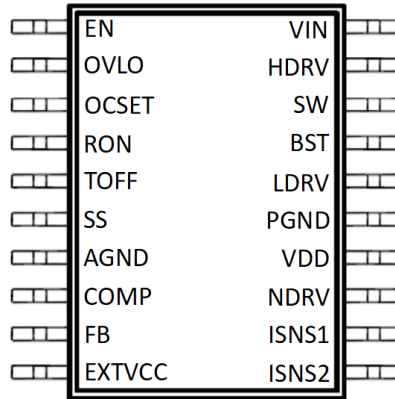 EN VIN
OVLO HDRV
OCSET SW
RON BST
TOFF LDRV
SS PGND
AGND VDD
COMP NDRV
FB ISNS1
EXTVCC ISNS2